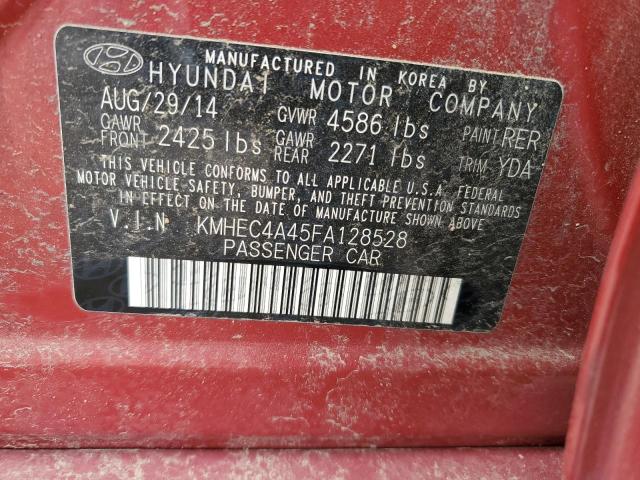 MANUFACTURED IN KOREA BY
HYUNDAI MOTOR COMPANY
AUG/29/14 GVWR 4586 lbs PAINT RER
GAWR FRONT 2425 lbs GAWR REAR 2271 lbs TRIM YDA
THIS VEHICLE CONFORMS TO ALL APPLICABLE U.S.A. FEDERAL
MOTOR VEHICLE SAFETY, BUMPER, AND THEFT PREVENTION STANDARDS
IN EFFECT ON THE DATE OF MANUFACTURE SHOWN ABOVE.
V.I.N KMHEC4A45FA128528
PASSENGER CAR